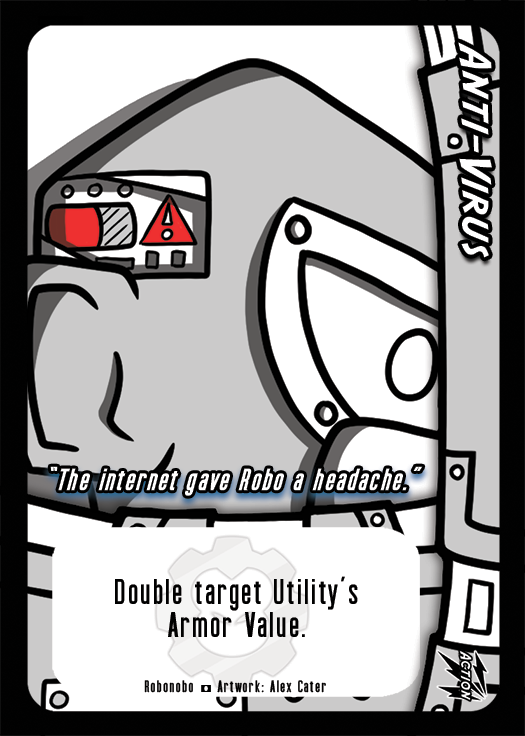 Anti-Virus
"The internet gave Robo a headache."
Double target Utility's
Armor Value.
Robonobo ◘ Artwork: Alex Cater
Action